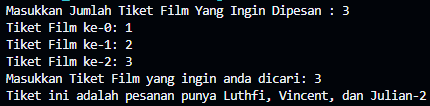 Masukkan Jumlah Tiket Film Yang Ingin Dipesan : 3
Tiket Film ke-0: 1
Tiket Film ke-1: 2
Tiket Film ke-2: 3
Masukkan Tiket Film yang ingin anda dicari: 3
Tiket ini adalah pesanan punya Luthfi, Vincent, dan Julian-2